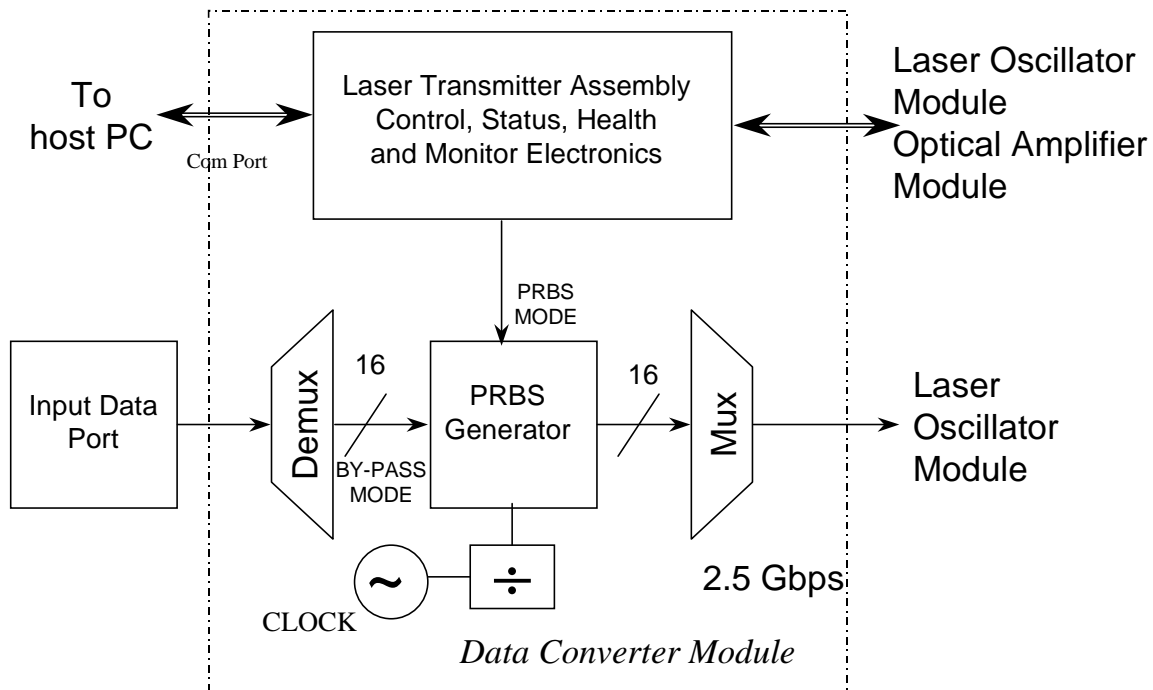 Laser Transmitter Assembly
Control, Status, Health
and Monitor Electronics
To
host PC
Com Port
Laser Oscillator
Module
Optical Amplifier
Module
PRBS
MODE
Input Data
Port
Demux
16
BY-PASS
MODE
PRBS
Generator
16
Mux
Laser
Oscillator
Module
2.5 Gbps
~
÷
CLOCK
Data Converter Module